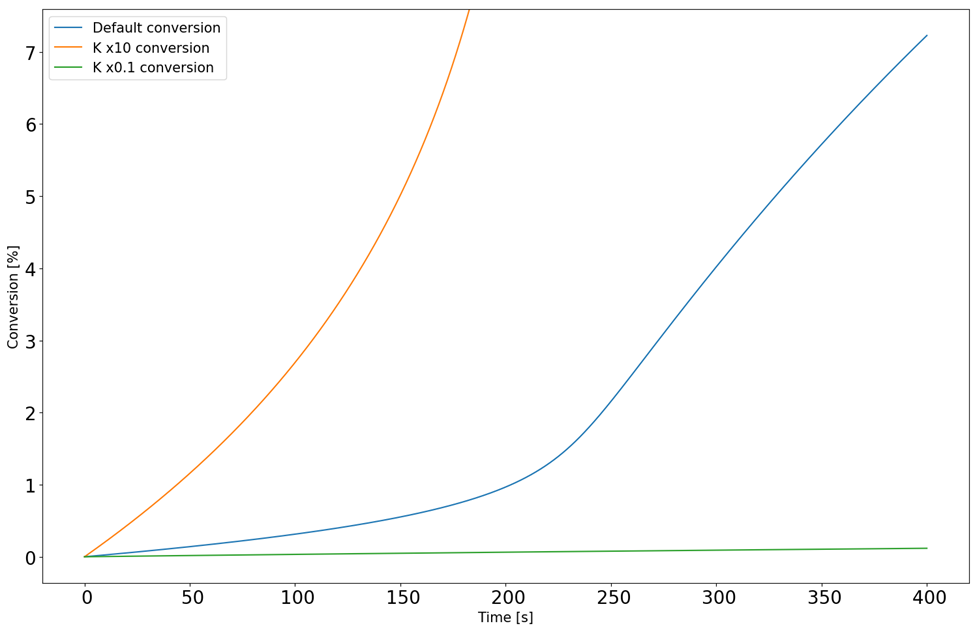 Default conversion
K x10 conversion
K x0.1 conversion
7
6
5
4
3
2
1
0
Conversion [%]
0 50 100 150 200 250 300 350 400
Time [s]